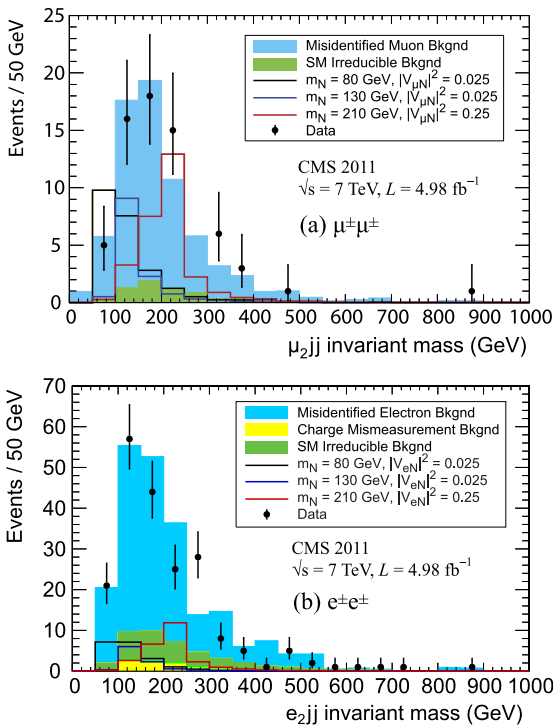 Events / 50 GeV
25
20
15
10
5
0
Misidentified Muon Bkgnd
SM Irreducible Bkgnd
m_N = 80 GeV, |V_μN|² = 0.025
m_N = 130 GeV, |V_μN|² = 0.025
m_N = 210 GeV, |V_μN|² = 0.25
Data
CMS 2011
√s = 7 TeV, L = 4.98 fb⁻¹
(a) μ±μ±
0 100 200 300 400 500 600 700 800 900 1000
μ₂jj invariant mass (GeV)
Events / 50 GeV
70
60
50
40
30
20
10
0
Misidentified Electron Bkgnd
Charge Mismeasurement Bkgnd
SM Irreducible Bkgnd
m_N = 80 GeV, |V_eN|² = 0.025
m_N = 130 GeV, |V_eN|² = 0.025
m_N = 210 GeV, |V_eN|² = 0.25
Data
CMS 2011
√s = 7 TeV, L = 4.98 fb⁻¹
(b) e±e±
0 100 200 300 400 500 600 700 800 900 1000
e₂jj invariant mass (GeV)